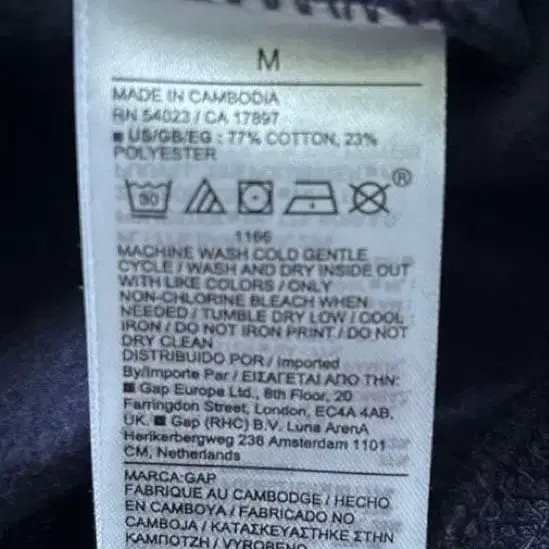 M
MADE IN CAMBODIA
RN 54023 / CA 17897
■ US/GB/EG : 77% COTTON, 23%
POLYESTER
30
®
1166
MACHINE WASH COLD GENTLE
CYCLE / WASH AND DRY INSIDE OUT
WITH LIKE COLORS / ONLY
NON-CHLORINE BLEACH WHEN
NEEDED / TUMBLE DRY LOW / COOL
IRON / DO NOT IRON PRINT / DO NOT
DRY CLEAN
DISTRIBUIDO POR / Imported
By/Importe Par / ΕΙΣΑΓΕΤΑΙ ΑΠΟ ΤΗΝ:
■ Gap Europe Ltd., 6th Floor, 20
Farringdon Street, London, EC4A 4AB,
UK. ■ Gap (RHC) B.V. Luna ArenA
Herikerbergweg 238 Amsterdam 1101
CM, Netherlands
MARCA:GAP
FABRIQUE AU CAMBODGE / HECHO
EN CAMBOYA / FABRICADO NO
CAMBOJA / ΚΑΤΑΣΚΕΥΑΣΤΗΚΕ ΣΤΗΝ
ΚΑΜΠΟΤΖΗ / VYROBENO